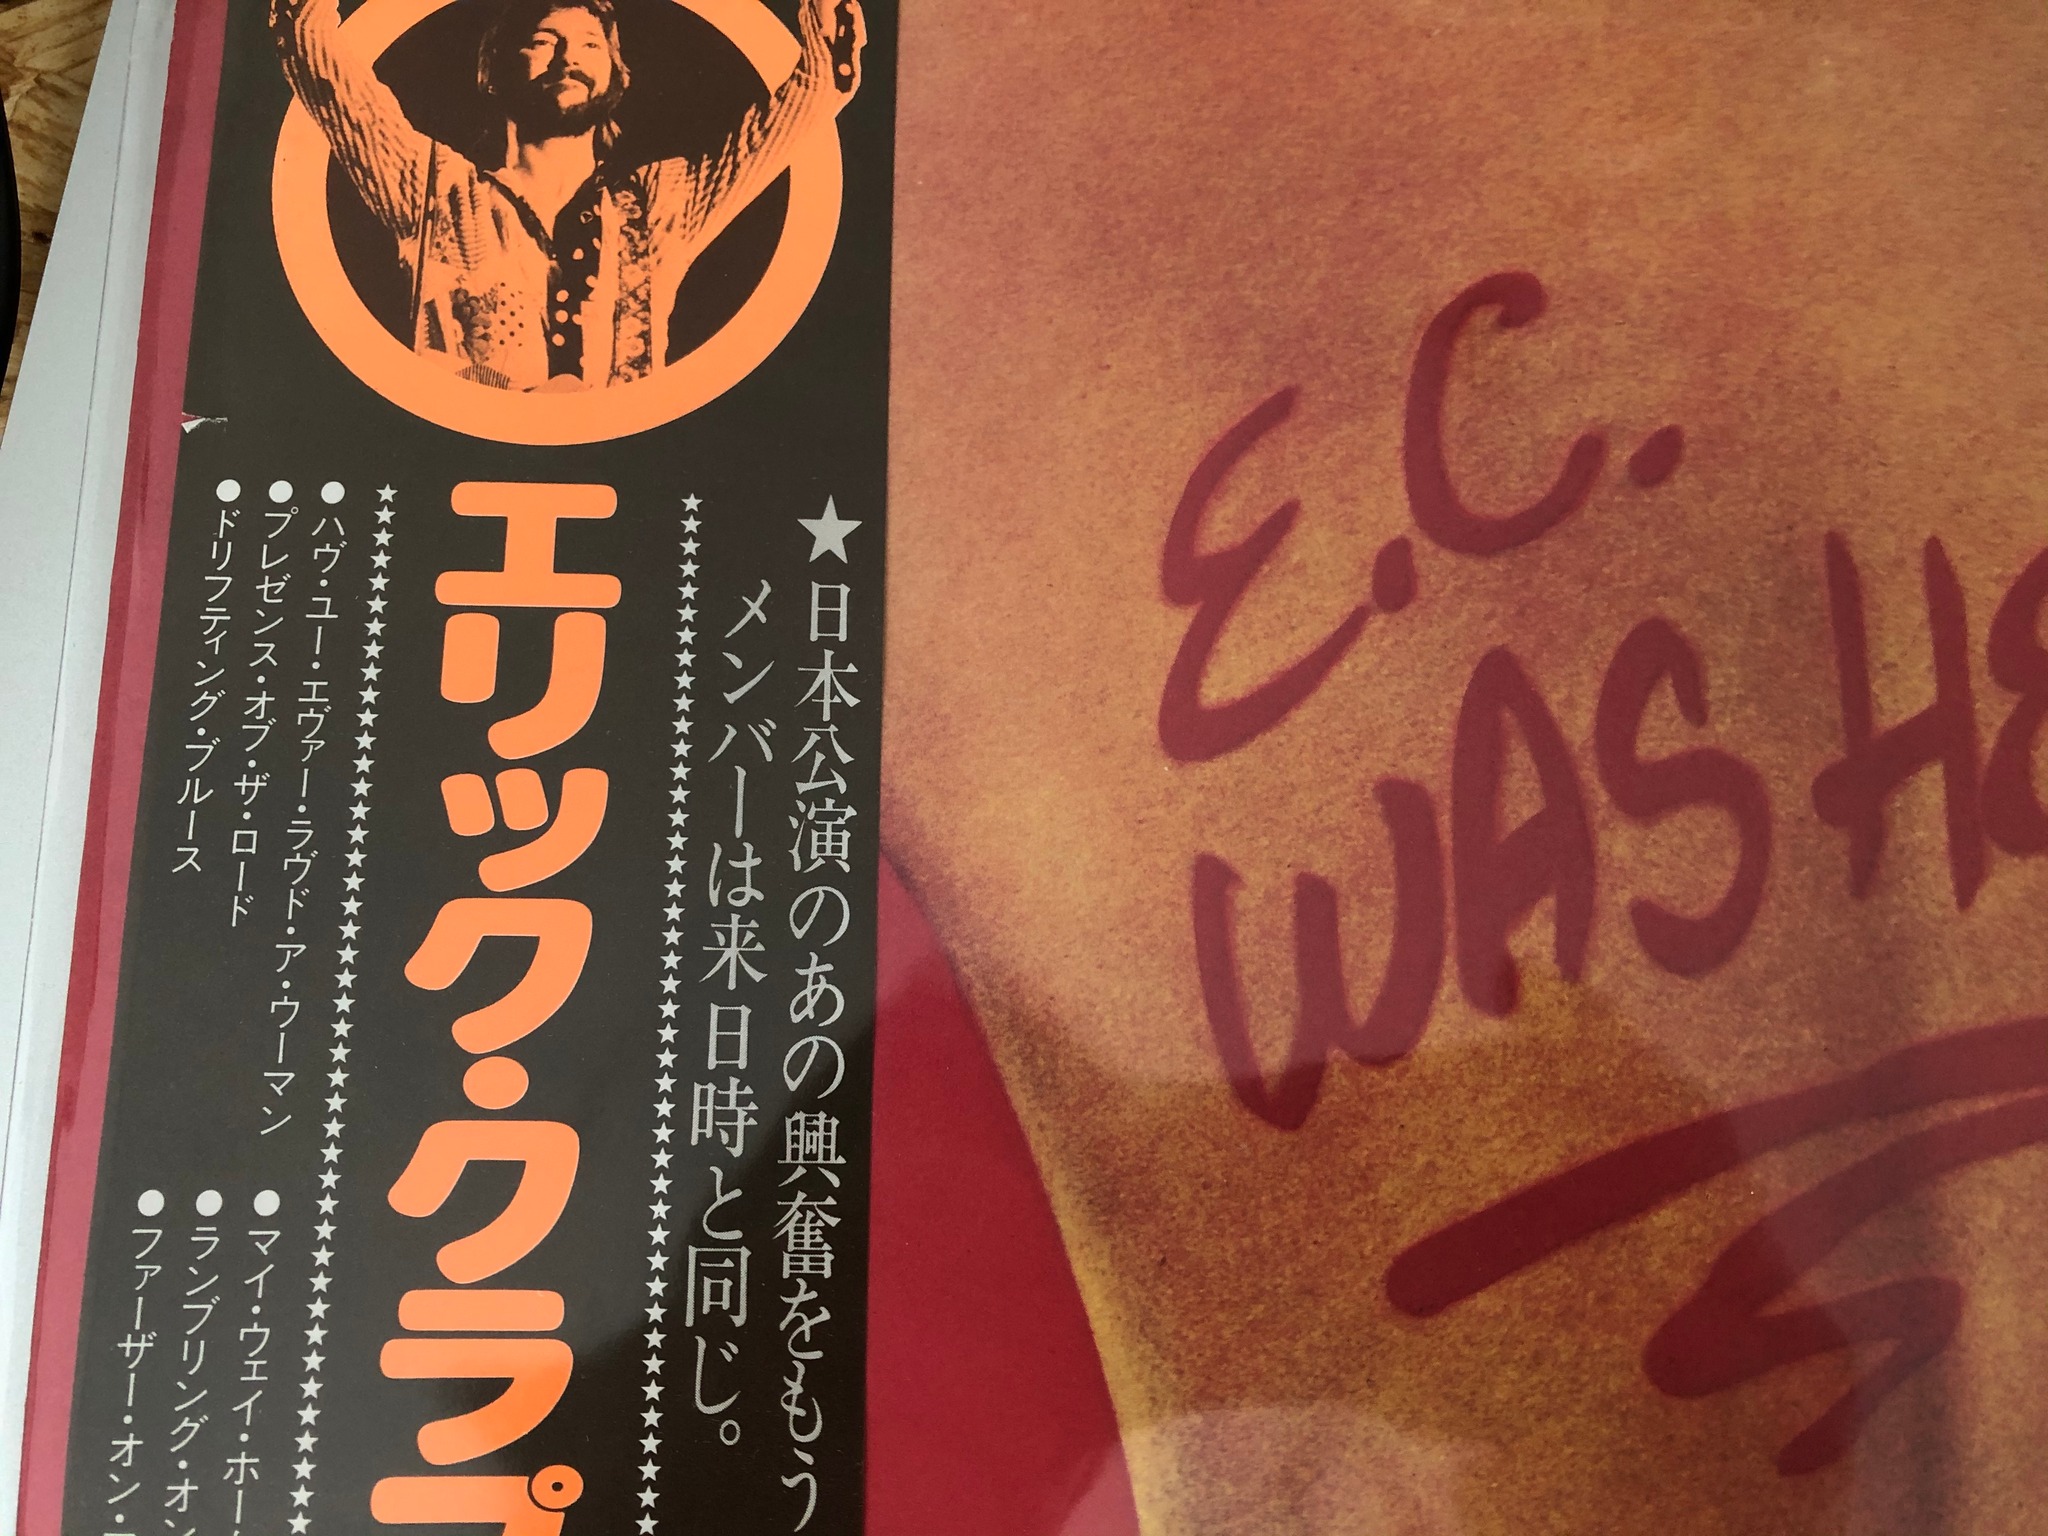 ★日本公演のあの興奮をもう
メンバーは来日時と同じ。
エリック・クラプ
●ハヴ・ユー・エヴァー・ラヴド・ア・ウーマン
●プレゼンス・オブ・ザ・ロード
●ドリフティング・ブルース
●マイ・ウェイ・ホー
●ランブリング・オン
●ファーザー・オン・
E.C.
WAS HE